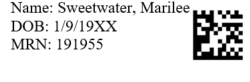 Name: Sweetwater, Marilee
DOB: 1/9/19XX
MRN: 191955